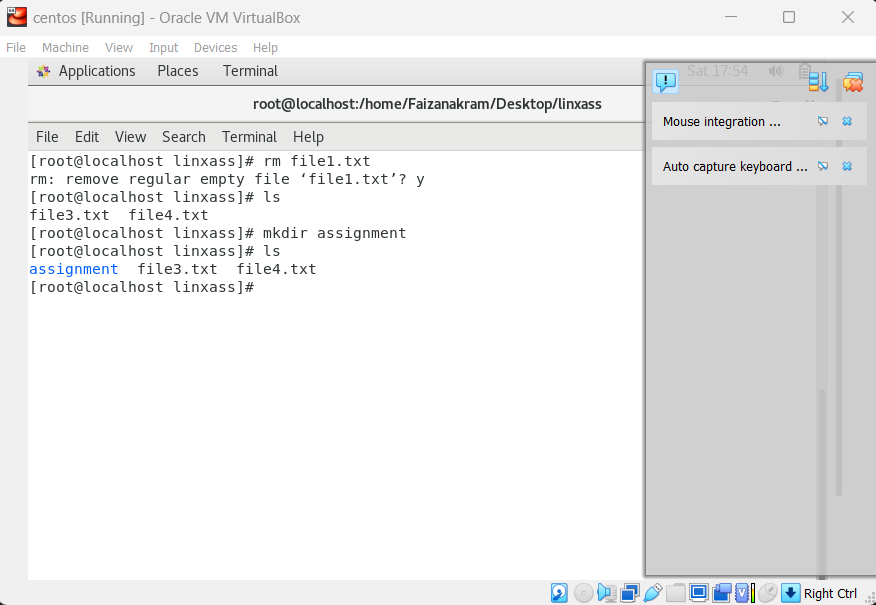 centos [Running] - Oracle VM VirtualBox
File Machine View Input Devices Help
Applications Places Terminal Sat 17:54
root@localhost:/home/Faizanakram/Desktop/linxass
File Edit View Search Terminal Help
[root@localhost linxass]# rm file1.txt
rm: remove regular empty file ‘file1.txt’? y
[root@localhost linxass]# ls
file3.txt  file4.txt
[root@localhost linxass]# mkdir assignment
[root@localhost linxass]# ls
assignment  file3.txt  file4.txt
[root@localhost linxass]#
Mouse integration ...
Auto capture keyboard ...
Right Ctrl